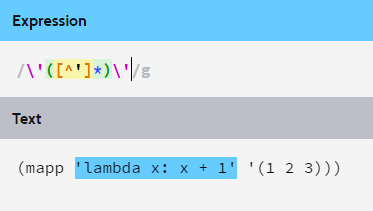 Expression
/\'([^']*)\'/g
Text
(mapp 'lambda x: x + 1' '(1 2 3)))